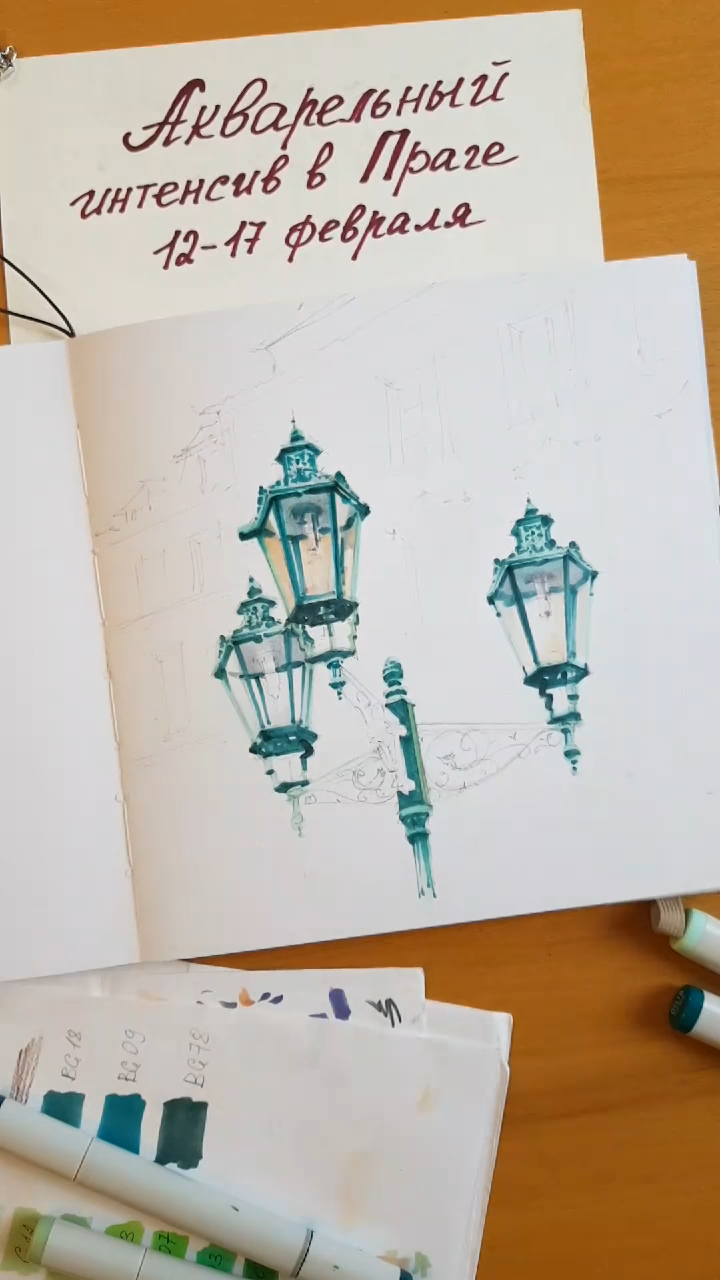 Акварельный
интенсив в Праге
12-17 февраля
BG18
BG09
BG78